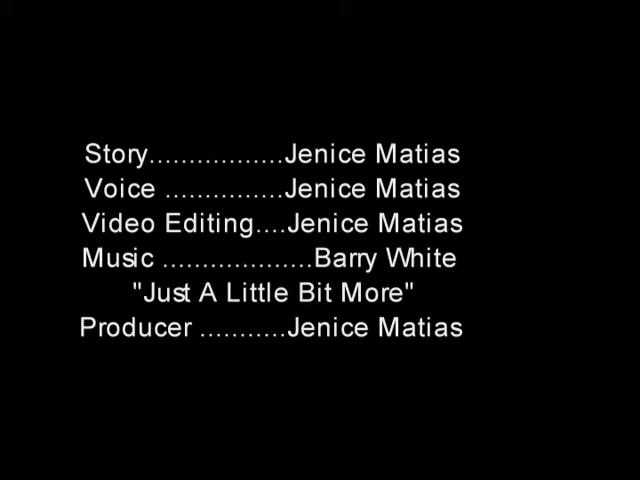 Story.................Jenice Matias
Voice ...............Jenice Matias
Video Editing....Jenice Matias
Music ...................Barry White
"Just A Little Bit More"
Producer ...........Jenice Matias